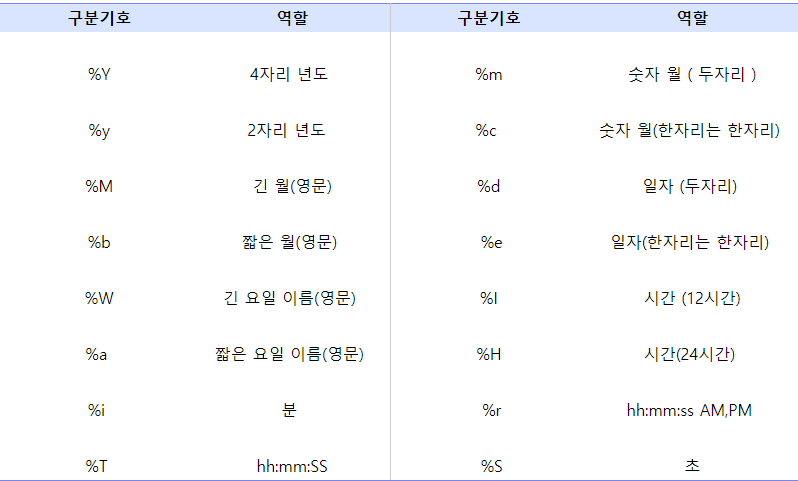 구분기호 역할 구분기호 역할
%Y 4자리 년도 %m 숫자 월 ( 두자리 )
%y 2자리 년도 %c 숫자 월(한자리는 한자리)
%M 긴 월(영문) %d 일자 (두자리)
%b 짧은 월(영문) %e 일자(한자리는 한자리)
%W 긴 요일 이름(영문) %I 시간 (12시간)
%a 짧은 요일 이름(영문) %H 시간(24시간)
%i 분 %r hh:mm:ss AM,PM
%T hh:mm:SS %S 초